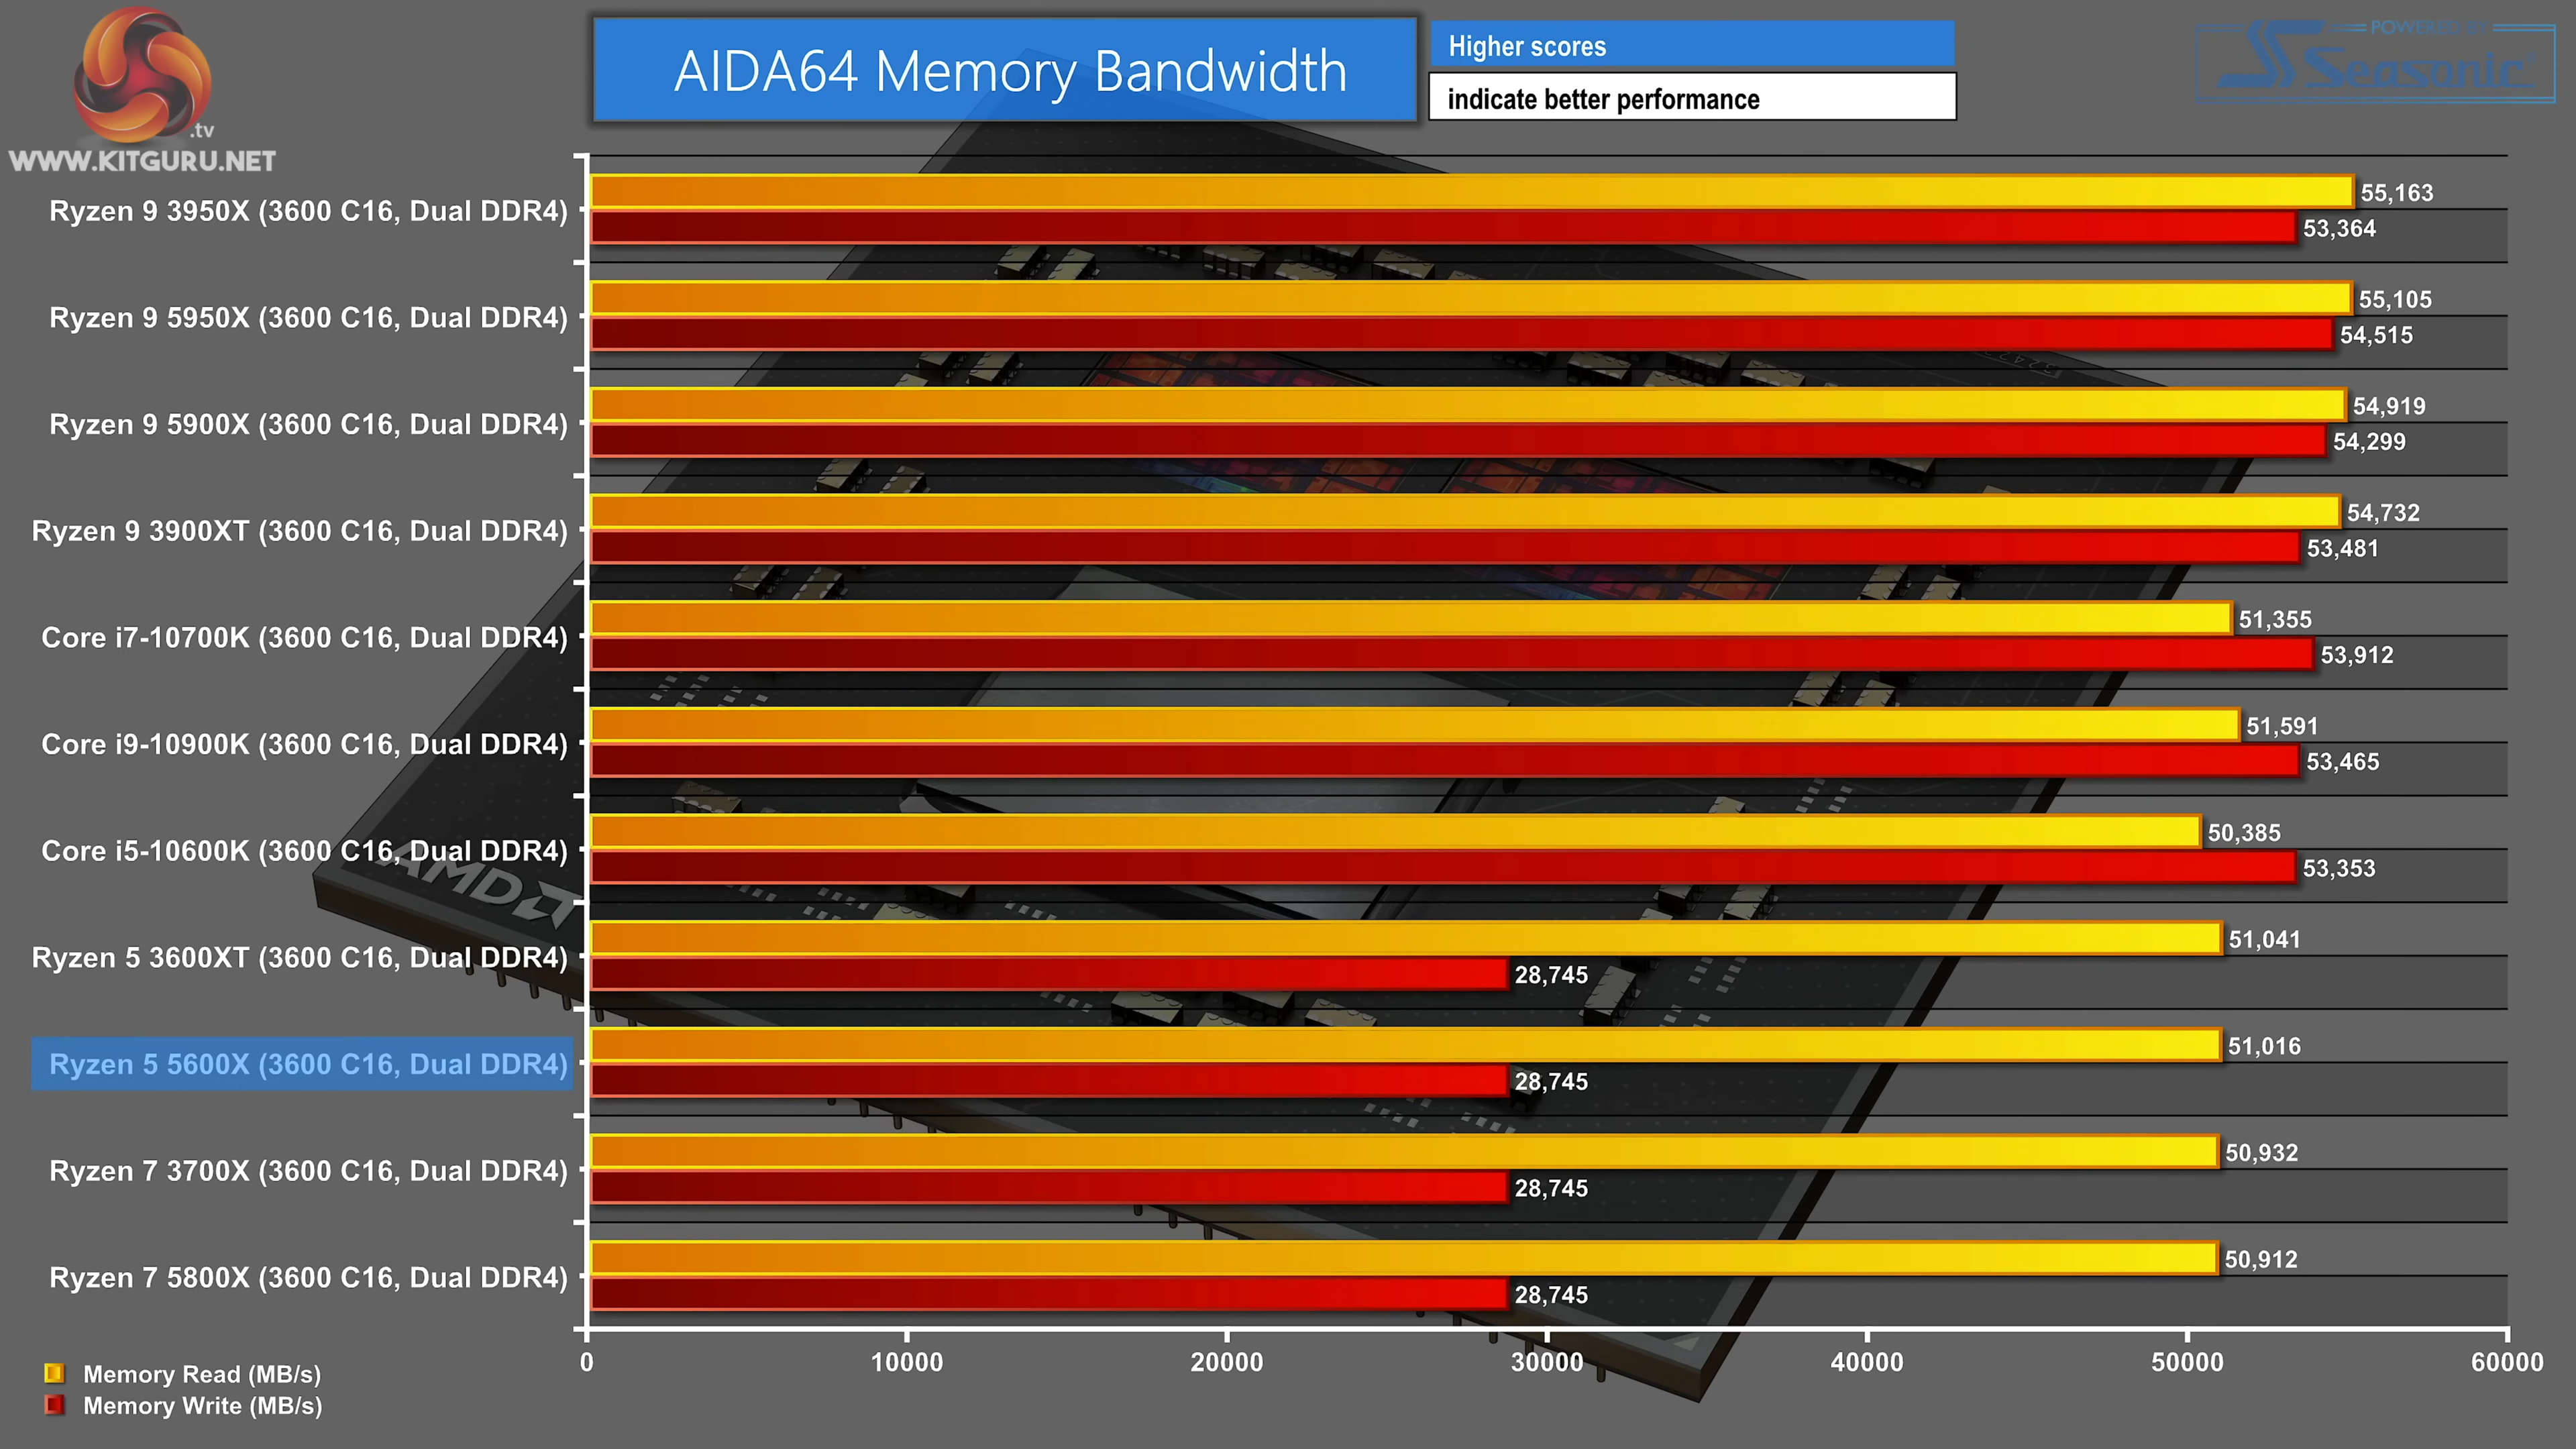 .tv
WWW.KITGURU.NET
AIDA64 Memory Bandwidth
Higher scores
indicate better performance
POWERED BY
Seasonic
Ryzen 9 3950X (3600 C16, Dual DDR4)
55,163
53,364
Ryzen 9 5950X (3600 C16, Dual DDR4)
55,105
54,515
Ryzen 9 5900X (3600 C16, Dual DDR4)
54,919
54,299
Ryzen 9 3900XT (3600 C16, Dual DDR4)
54,732
53,481
Core i7-10700K (3600 C16, Dual DDR4)
51,355
53,912
Core i9-10900K (3600 C16, Dual DDR4)
51,591
53,465
Core i5-10600K (3600 C16, Dual DDR4)
50,385
53,353
AMD
Ryzen 5 3600XT (3600 C16, Dual DDR4)
51,041
28,745
Ryzen 5 5600X (3600 C16, Dual DDR4)
51,016
28,745
Ryzen 7 3700X (3600 C16, Dual DDR4)
50,932
28,745
Ryzen 7 5800X (3600 C16, Dual DDR4)
50,912
28,745
0 10000 20000 30000 40000 50000 60000
Memory Read (MB/s)
Memory Write (MB/s)